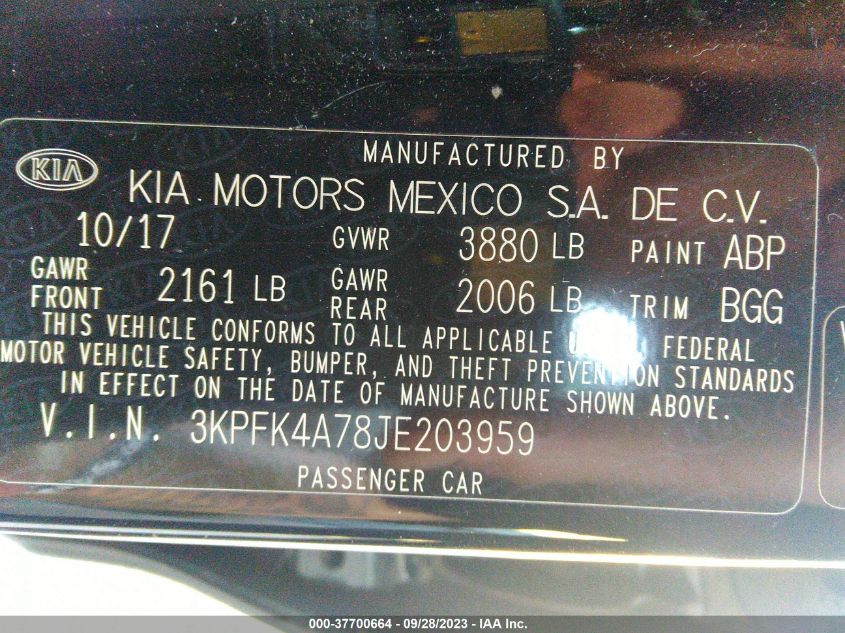 MANUFACTURED BY
KIA
KIA MOTORS MEXICO S.A. DE C.V.
10/17 GVWR 3880 LB PAINT ABP
GAWR FRONT 2161 LB GAWR REAR 2006 LB TRIM BGG
THIS VEHICLE CONFORMS TO ALL APPLICABLE FEDERAL
MOTOR VEHICLE SAFETY, BUMPER, AND THEFT PREVENTION STANDARDS
IN EFFECT ON THE DATE OF MANUFACTURE SHOWN ABOVE.
V.I.N. 3KPFK4A78JE203959
PASSENGER CAR
000-37700664 - 09/28/2023 - IAA Inc.